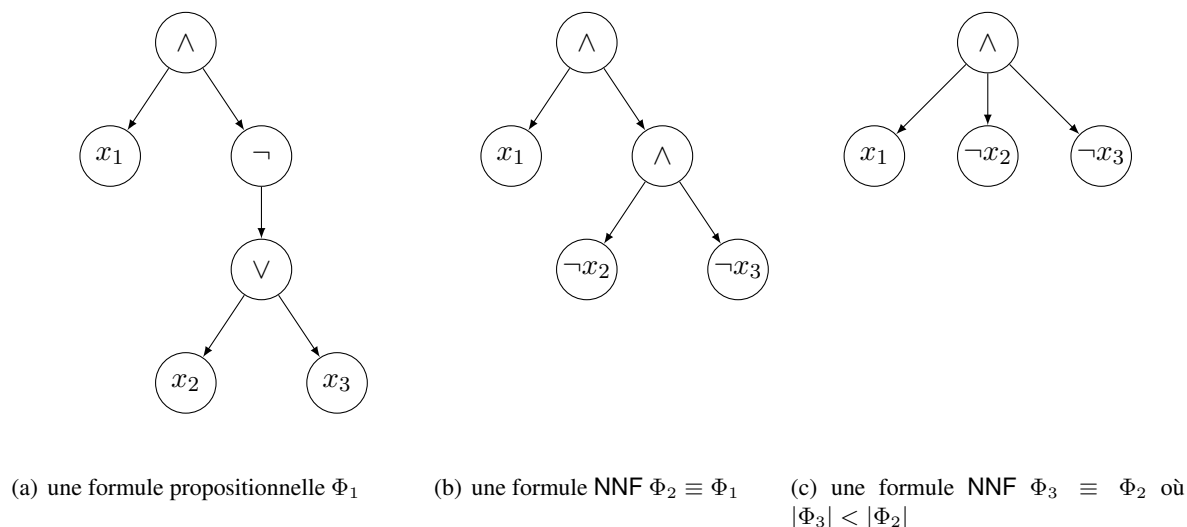 ∧ ∧ ∧
x₁ ¬ x₁ ∧ x₁ ¬x₂ ¬x₃
∨ ¬x₂ ¬x₃
x₂ x₃
(a) une formule propositionnelle Φ₁
(b) une formule NNF Φ₂ ≡ Φ₁
(c) une formule NNF Φ₃ ≡ Φ₂ où
|Φ₃| < |Φ₂|